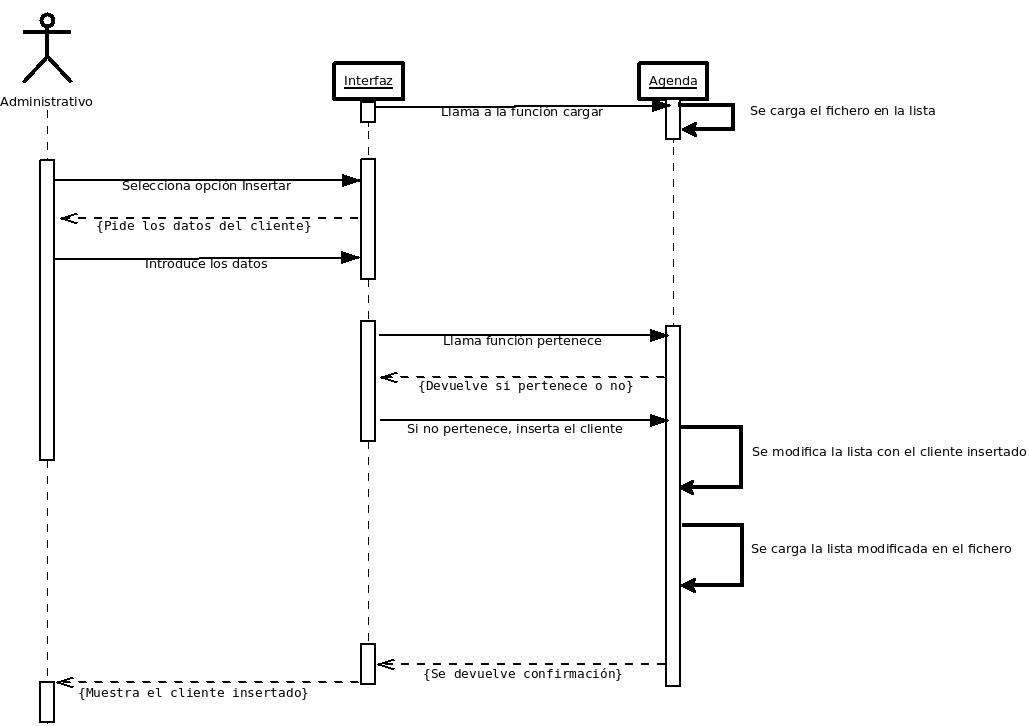 Administrativo
Interfaz
Agenda
Llama a la función cargar
Se carga el fichero en la lista
Selecciona opción Insertar
{Pide los datos del cliente}
Introduce los datos
Llama función pertenece
{Devuelve si pertenece o no}
Si no pertenece, inserta el cliente
Se modifica la lista con el cliente insertado
Se carga la lista modificada en el fichero
{Se devuelve confirmación}
{Muestra el cliente insertado}